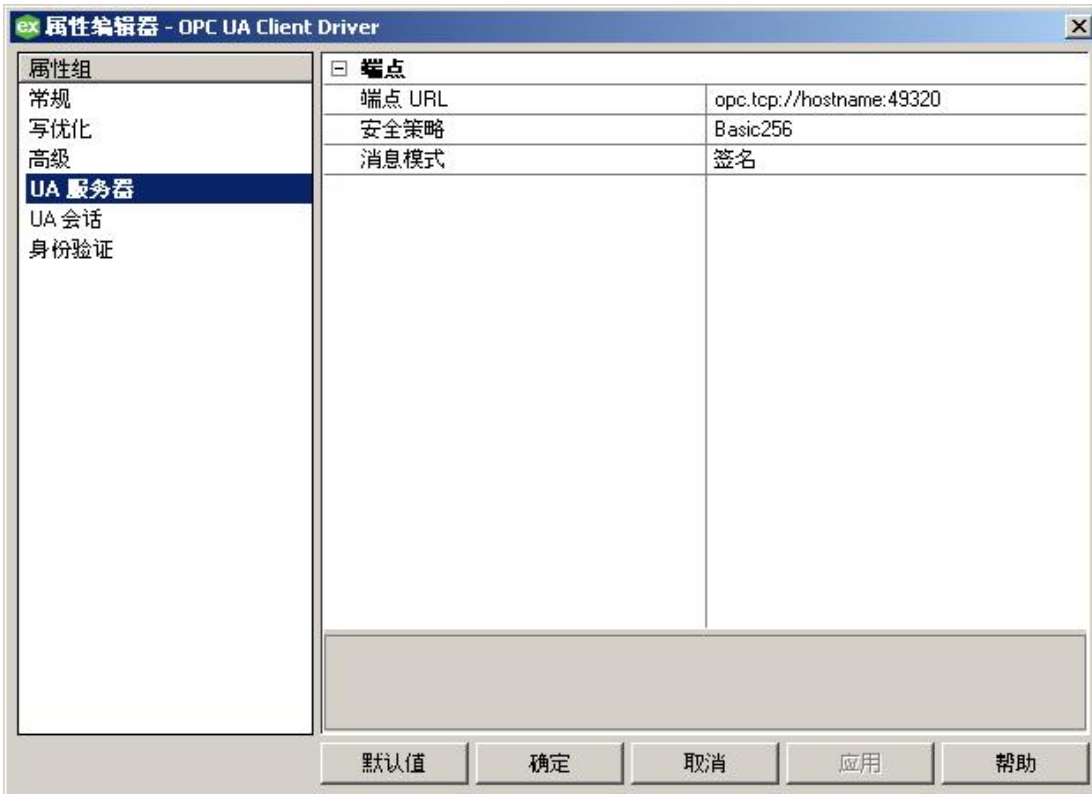 ex 属性编辑器 - OPC UA Client Driver
属性组
常规
写优化
高级
UA 服务器
UA 会话
身份验证
端点
端点 URL opc.tcp://hostname:49320
安全策略 Basic256
消息模式 签名
默认值 确定 取消 应用 帮助